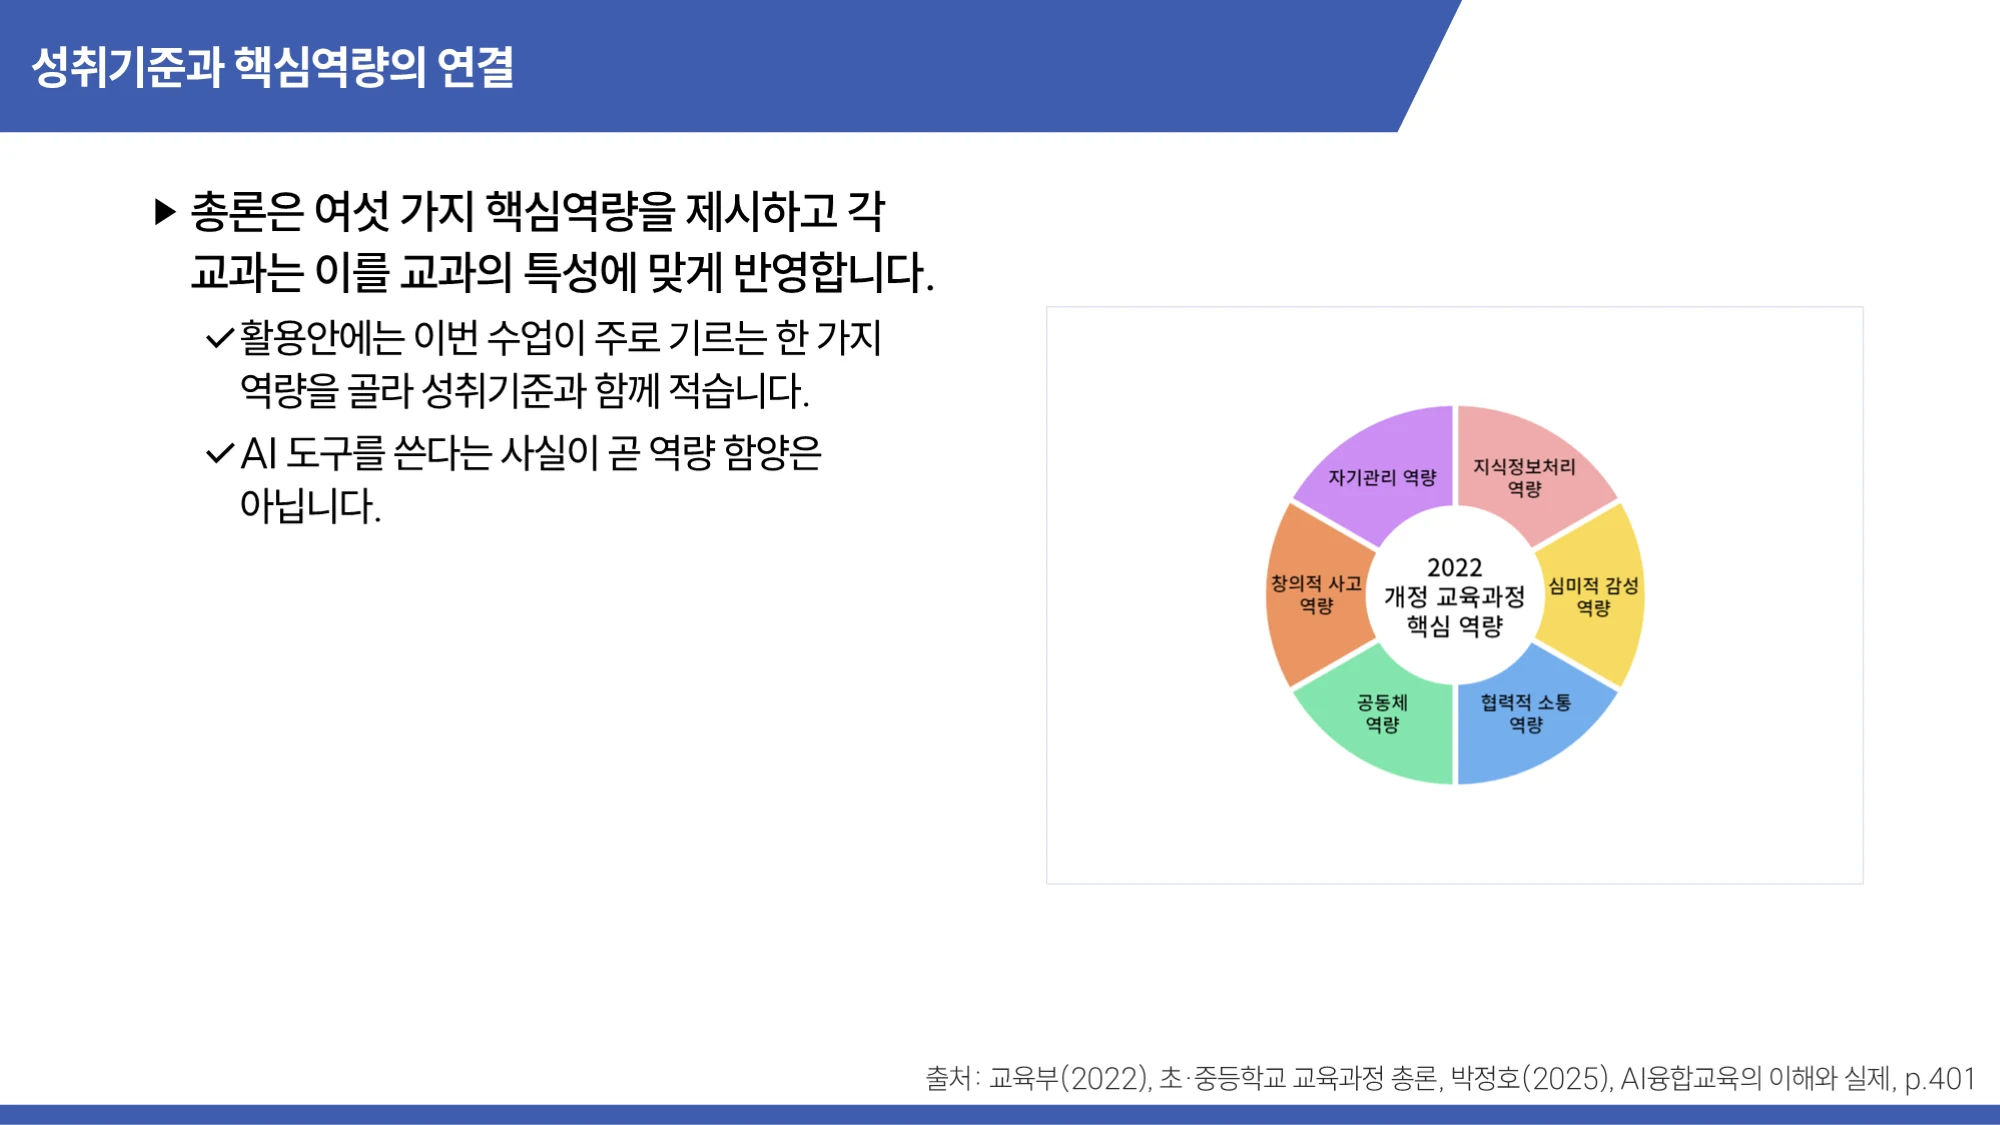 성취기준과 핵심역량의 연결
▶ 총론은 여섯 가지 핵심역량을 제시하고 각
교과는 이를 교과의 특성에 맞게 반영합니다.
✓활용안에는 이번 수업이 주로 기르는 한 가지
역량을 골라 성취기준과 함께 적습니다.
✓AI 도구를 쓴다는 사실이 곧 역량 함양은
아닙니다.
자기관리 역량
지식정보처리
역량
창의적 사고
역량
2022
개정 교육과정
핵심 역량
심미적 감성
역량
공동체
역량
협력적 소통
역량
출처: 교육부(2022), 초·중등학교 교육과정 총론, 박정호(2025), AI융합교육의 이해와 실제, p.401